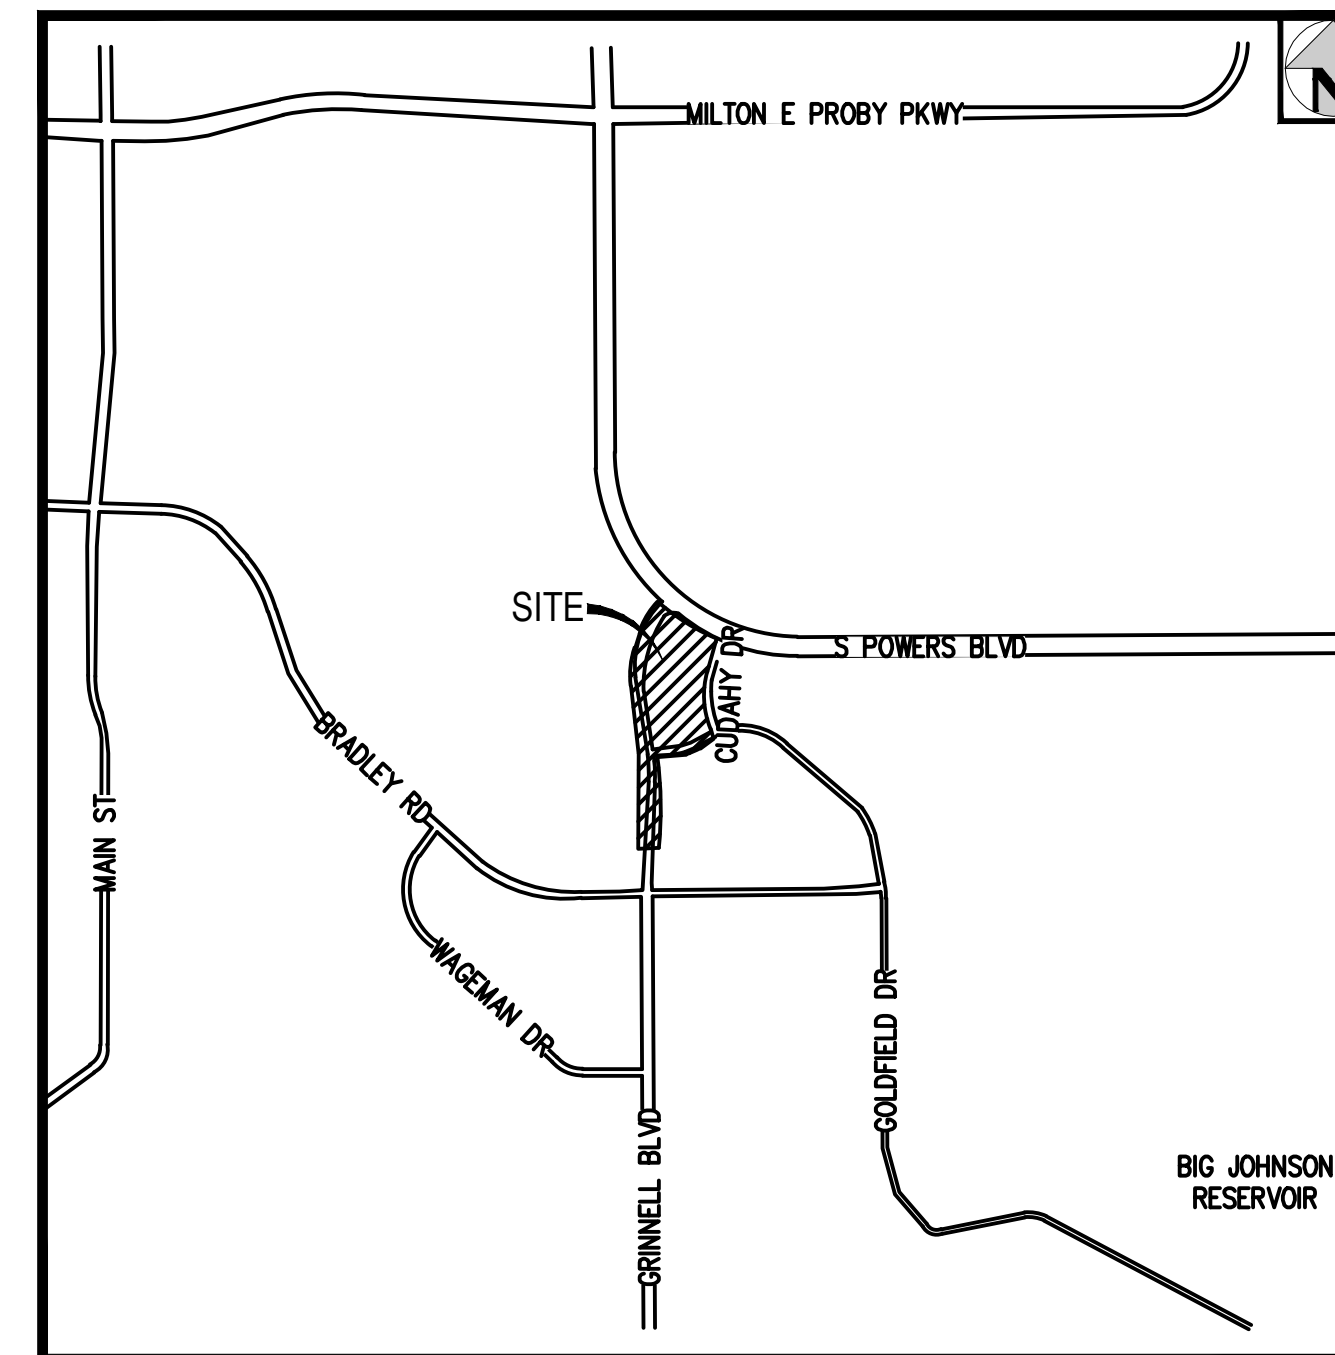 N
MILTON E PROBY PKWY
SITE
CUDAHY DR
S POWERS BLVD
BRADLEY RD
MAIN ST
WAGEMAN DR
GOLDFIELD DR
GRINNELL BLVD
BIG JOHNSON
RESERVOIR